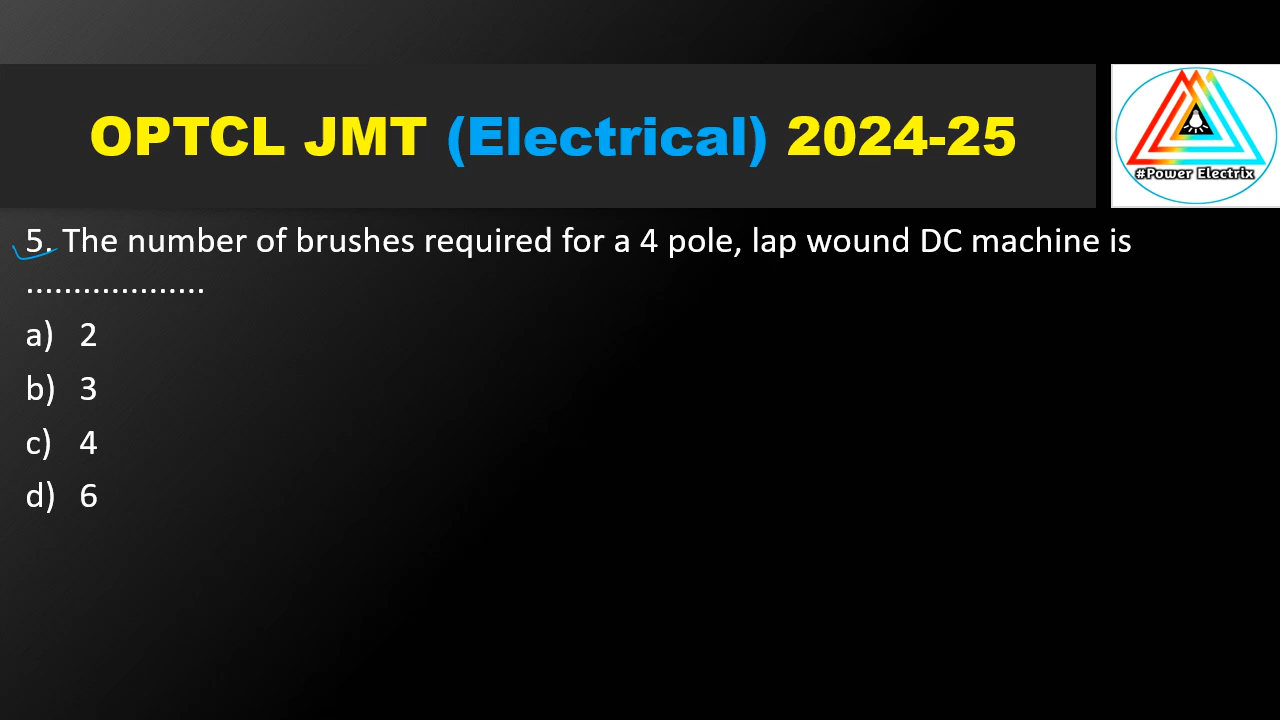 OPTCL JMT (Electrical) 2024-25
#Power Electrix
5. The number of brushes required for a 4 pole, lap wound DC machine is
...................
a) 2
b) 3
c) 4
d) 6